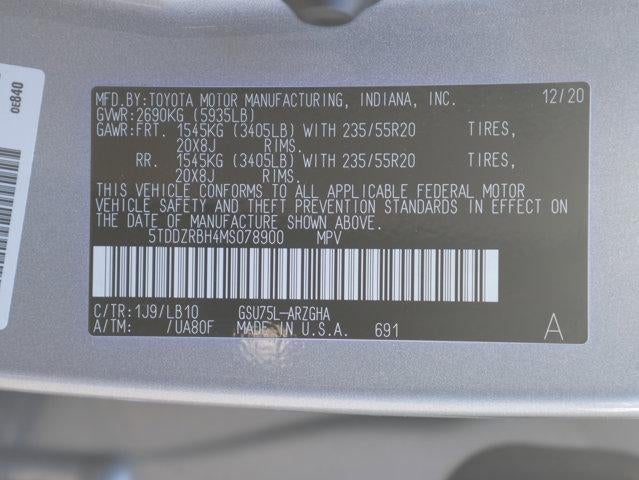 0E840
MFD.BY:TOYOTA MOTOR MANUFACTURING, INDIANA, INC. 12/20
GVWR:2690KG (5935LB)
GAWR:FRT. 1545KG (3405LB) WITH 235/55R20 TIRES,
20X8J RIMS.
RR. 1545KG (3405LB) WITH 235/55R20 TIRES,
20X8J RIMS.
THIS VEHICLE CONFORMS TO ALL APPLICABLE FEDERAL MOTOR
VEHICLE SAFETY AND THEFT PREVENTION STANDARDS IN EFFECT ON
THE DATE OF MANUFACTURE SHOWN ABOVE.
5TDDZRBH4MS078900 MPV
C/TR:1J9/LB10 GSU75L-ARZGHA
A/TM: /UA80F MADE IN U.S.A. 691 A